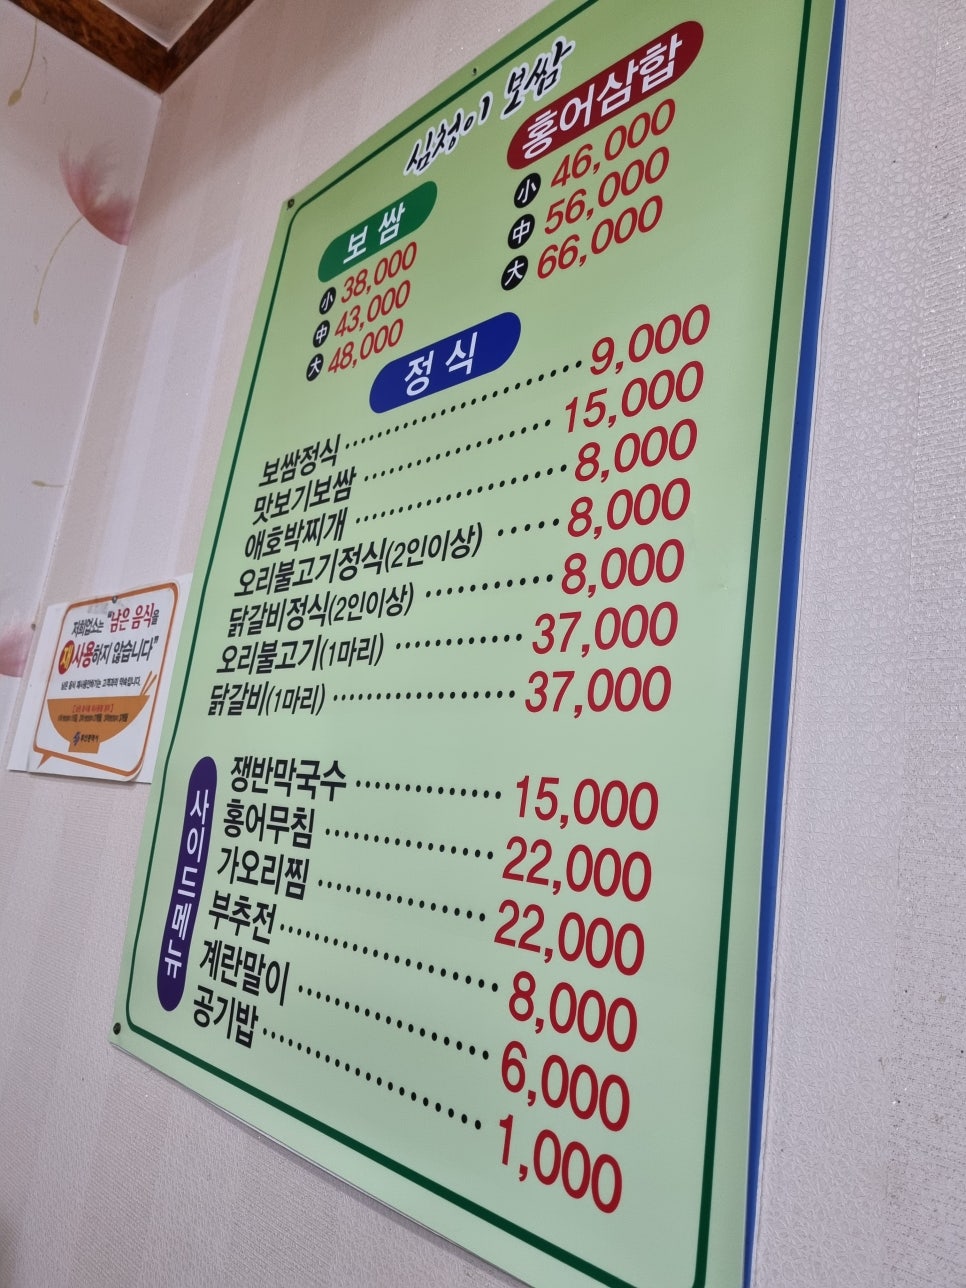 심청이 보쌈
보쌈
小 38,000
中 43,000
大 48,000
홍어삼합
小 46,000
中 56,000
大 66,000
정식
보쌈정식 9,000
맛보기보쌈 15,000
애호박찌개 8,000
오리불고기정식(2인이상) 8,000
닭갈비정식(2인이상) 8,000
오리불고기(1마리) 37,000
닭갈비(1마리) 37,000
사이드메뉴
쟁반막국수 15,000
홍어무침 22,000
가오리찜 22,000
부추전 8,000
계란말이 6,000
공기밥 1,000
저희업소는 "남은 음식을
재사용하지 않습니다"